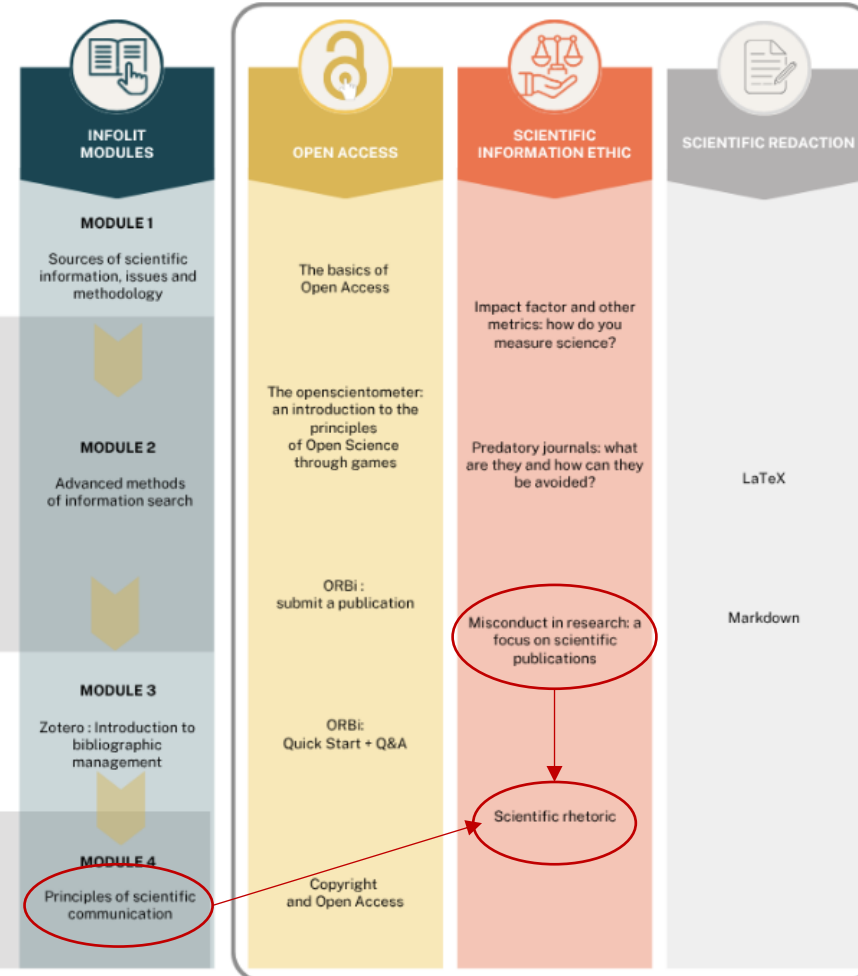 INFOLIT
MODULES
MODULE 1
Sources of scientific
information, issues and
methodology
MODULE 2
Advanced methods
of information search
MODULE 3
Zotero : Introduction to
bibliographic
management
MODULE 4
Principles of scientific
communication
OPEN ACCESS
The basics of
Open Access
The openscientometer:
an introduction to the
principles
of Open Science
through games
ORBi :
submit a publication
ORBi:
Quick Start + Q&A
Copyright
and Open Access
SCIENTIFIC
INFORMATION ETHIC
Impact factor and other
metrics: how do you
measure science?
Predatory journals: what
are they and how can they
be avoided?
Misconduct in research: a
focus on scientific
publications
Scientific rhetoric
SCIENTIFIC REDACTION
LaTeX
Markdown